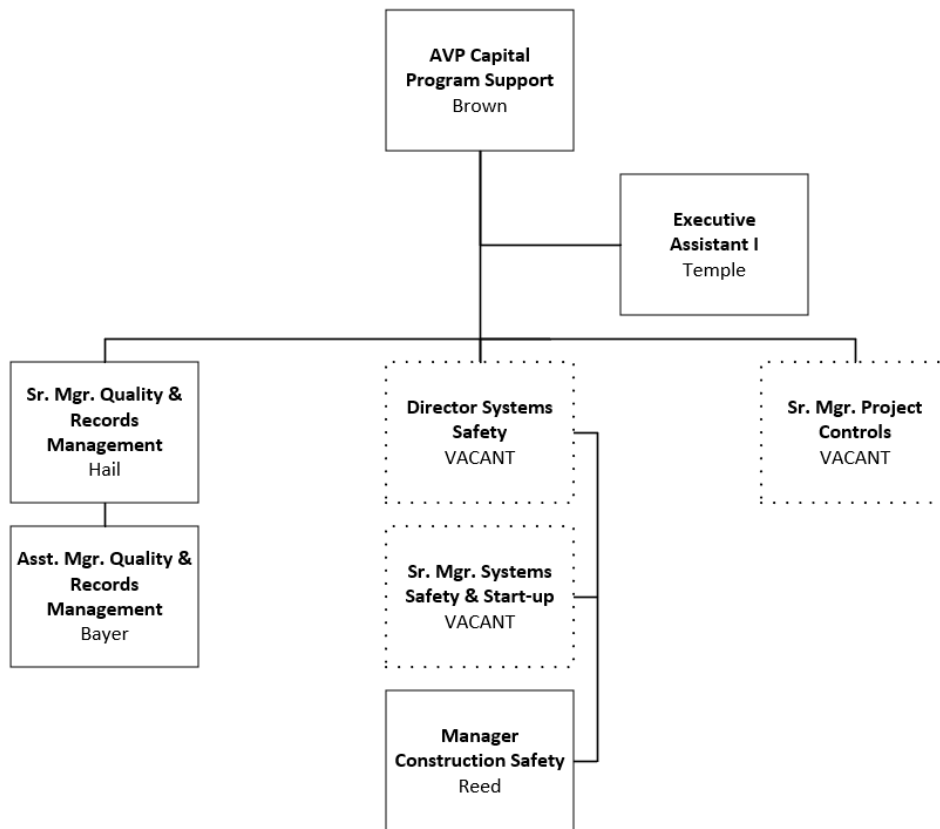 AVP Capital
Program Support
Brown
Executive
Assistant I
Temple
Sr. Mgr. Quality &
Records
Management
Hail
Director Systems
Safety
VACANT
Sr. Mgr. Project
Controls
VACANT
Asst. Mgr. Quality &
Records
Management
Bayer
Sr. Mgr. Systems
Safety & Start-up
VACANT
Manager
Construction Safety
Reed